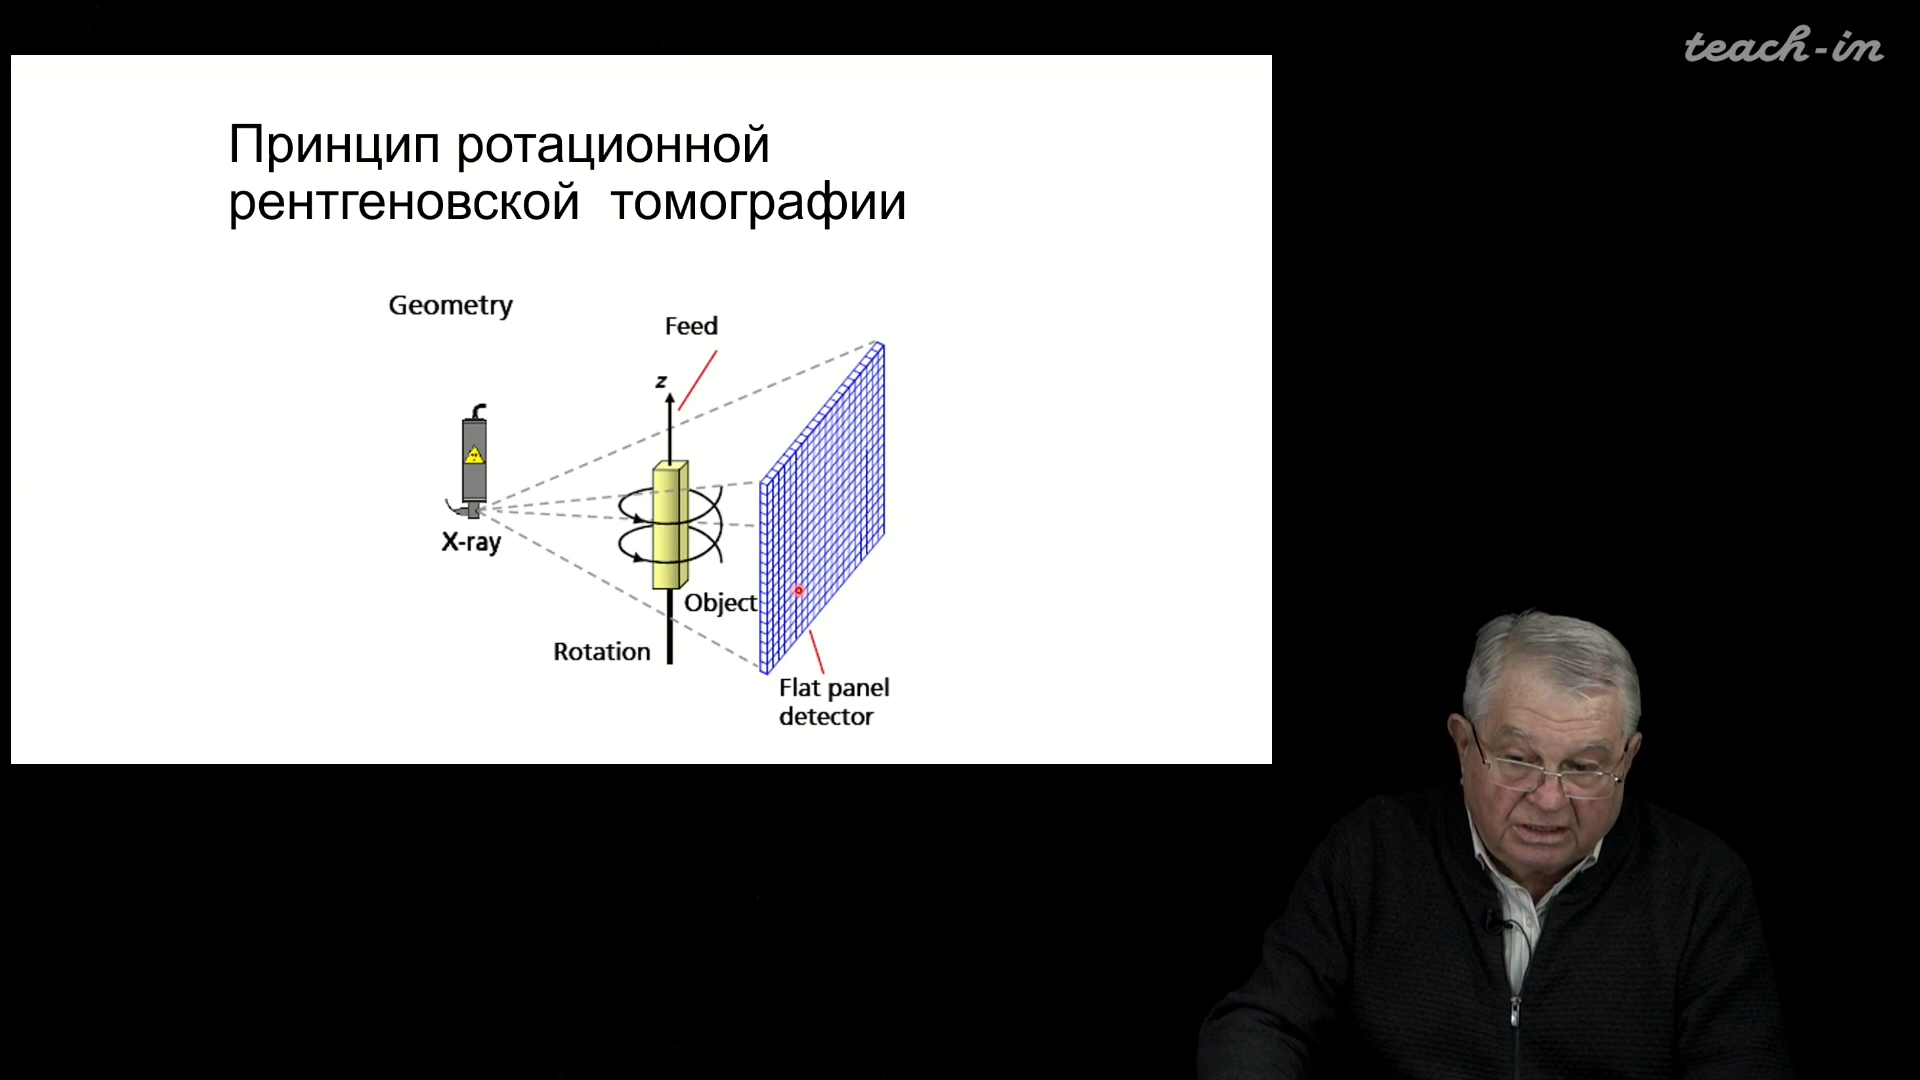 teach-in
Принцип ротационной
рентгеновской томографии
Geometry
Feed
z
X-ray
Object
Rotation
Flat panel
detector